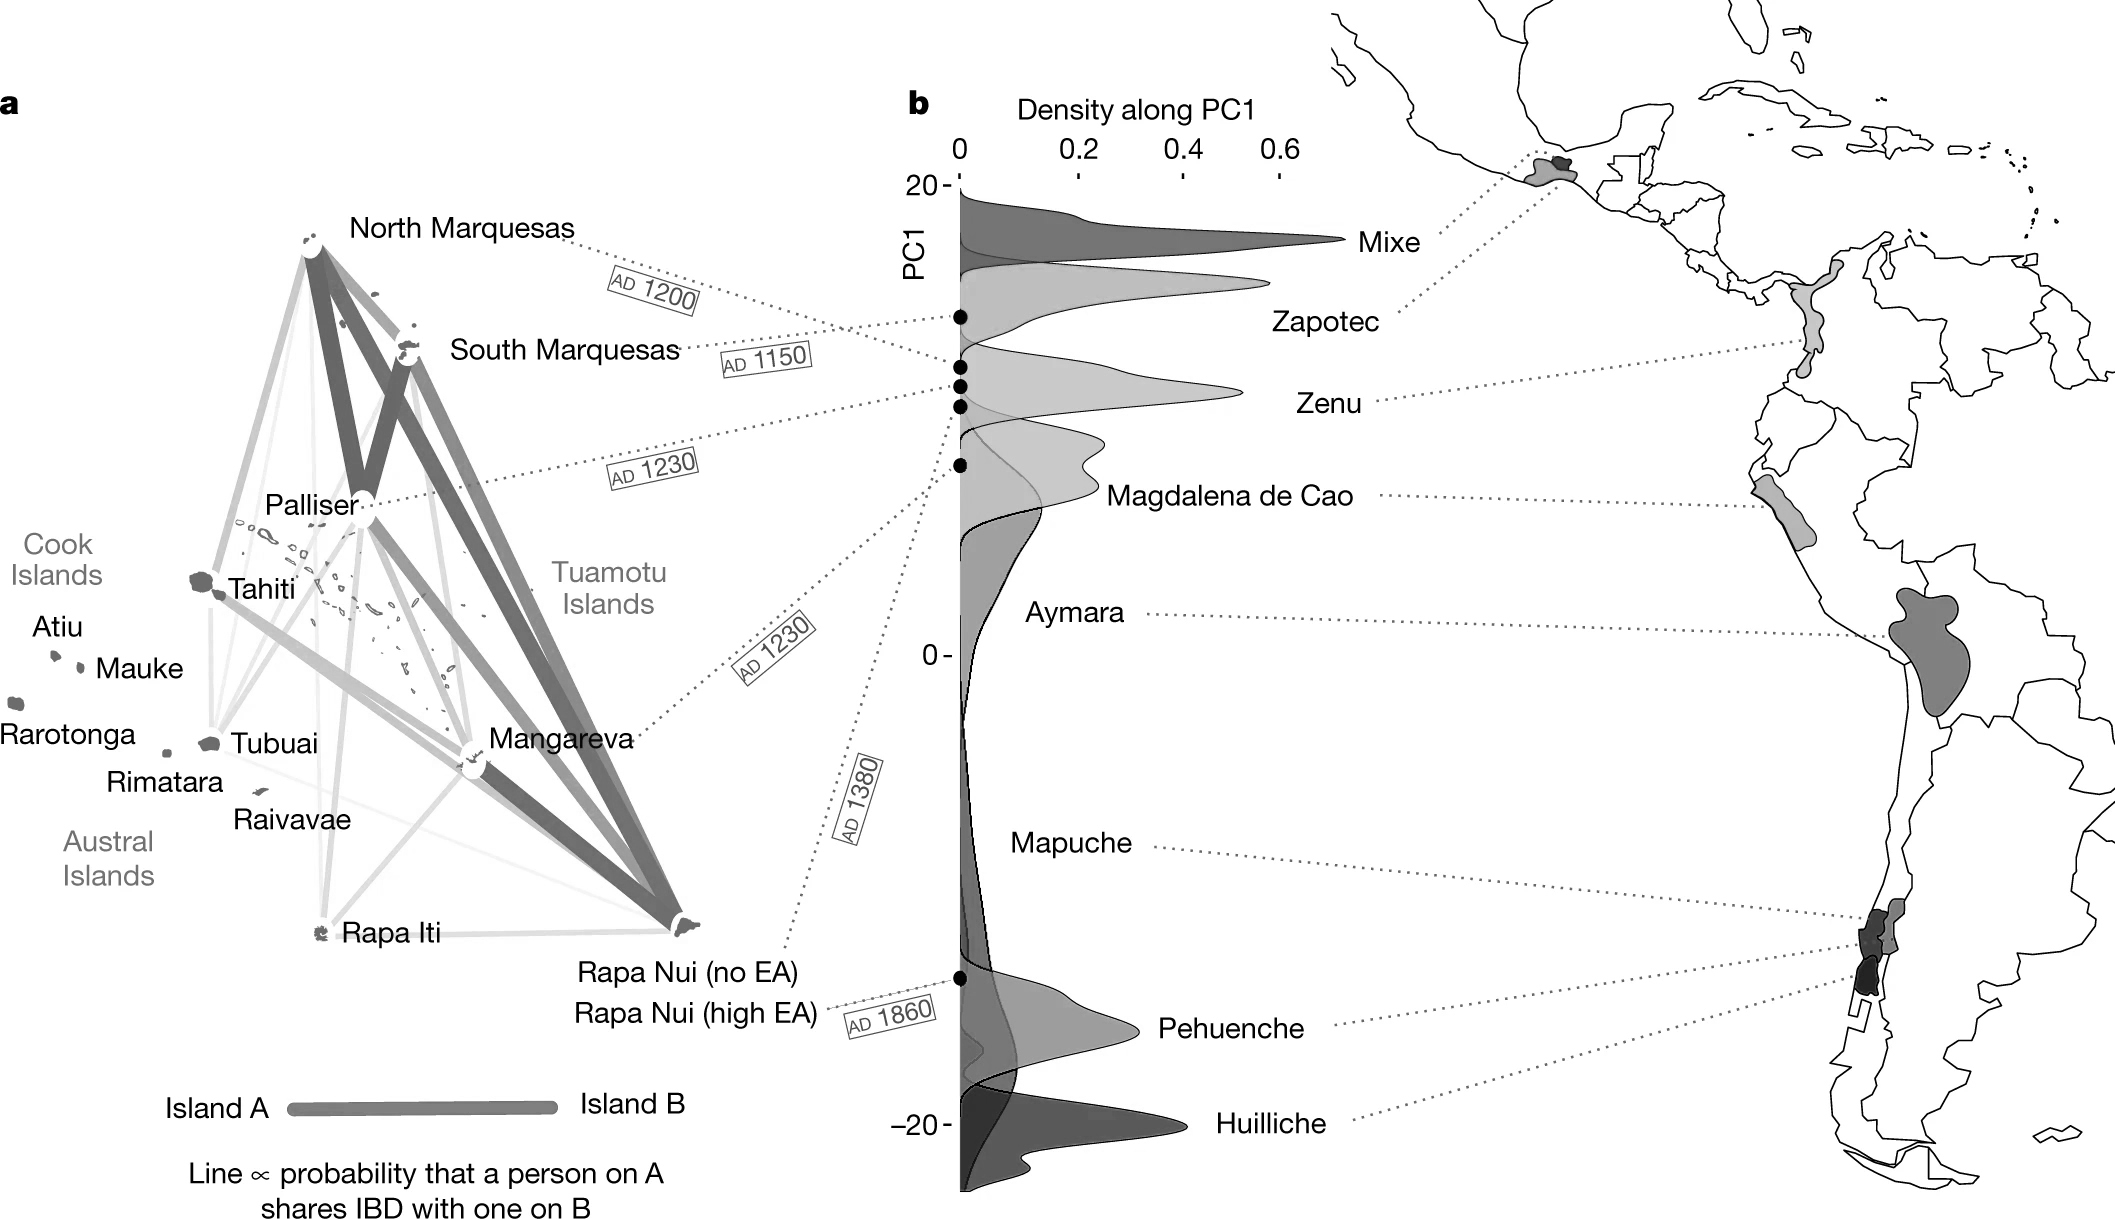 a
North Marquesas
AD 1200
South Marquesas
AD 1150
Palliser
AD 1230
Cook
Islands
Tahiti
Tuamotu
Islands
Atiu
Mauke
AD 1230
Rarotonga
Tubuai
Mangareva
Rimatara
Raivavae
AD 1380
Austral
Islands
Rapa Iti
Rapa Nui (no EA)
Rapa Nui (high EA)
AD 1860
Island A
Island B
Line ∝ probability that a person on A
shares IBD with one on B
b
Density along PC1
0
0.2
0.4
0.6
20
PC1
0
–20
Mixe
Zapotec
Zenu
Magdalena de Cao
Aymara
Mapuche
Pehuenche
Huilliche